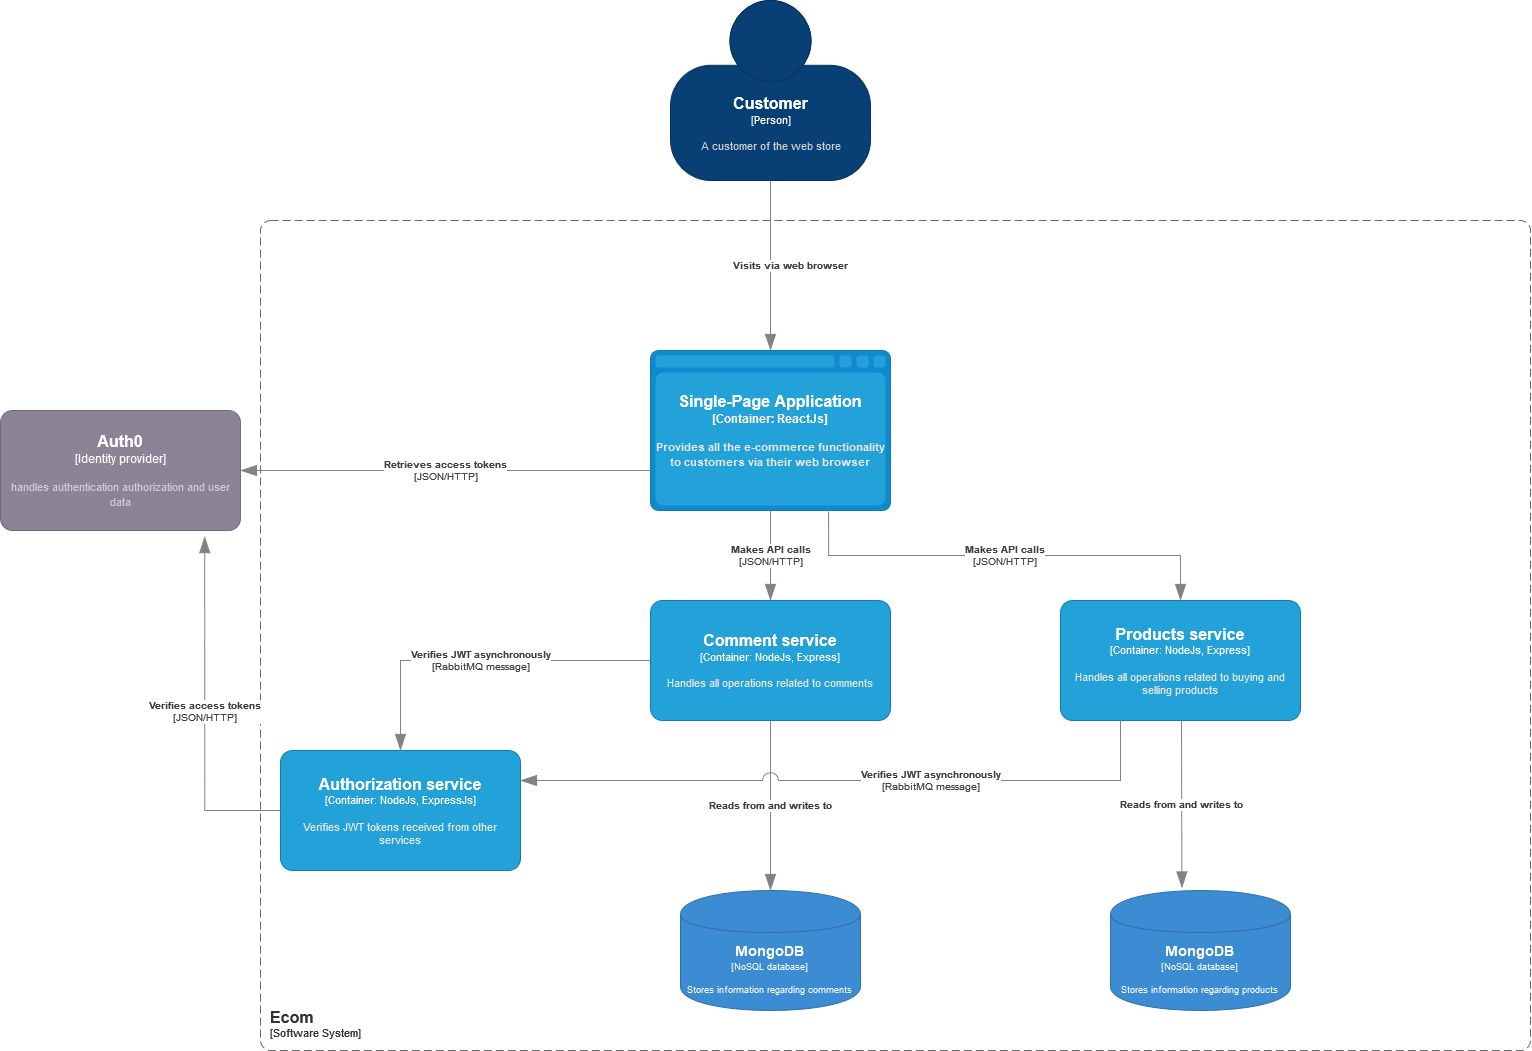 Customer
[Person]
A customer of the web store
Visits via web browser
Single-Page Application
[Container: ReactJs]
Provides all the e-commerce functionality
to customers via their web browser
Auth0
[Identity provider]
handles authentication authorization and user
data
Retrieves access tokens
[JSON/HTTP]
Makes API calls
[JSON/HTTP]
Makes API calls
[JSON/HTTP]
Comment service
[Container: NodeJs, Express]
Handles all operations related to comments
Products service
[Container: NodeJs, Express]
Handles all operations related to buying and
selling products
Verifies JWT asynchronously
[RabbitMQ message]
Verifies access tokens
[JSON/HTTP]
Authorization service
[Container: NodeJs, ExpressJs]
Verifies JWT tokens received from other
services
Verifies JWT asynchronously
[RabbitMQ message]
Reads from and writes to
Reads from and writes to
MongoDB
[NoSQL database]
Stores information regarding comments
MongoDB
[NoSQL database]
Stores information regarding products
Ecom
[Software System]